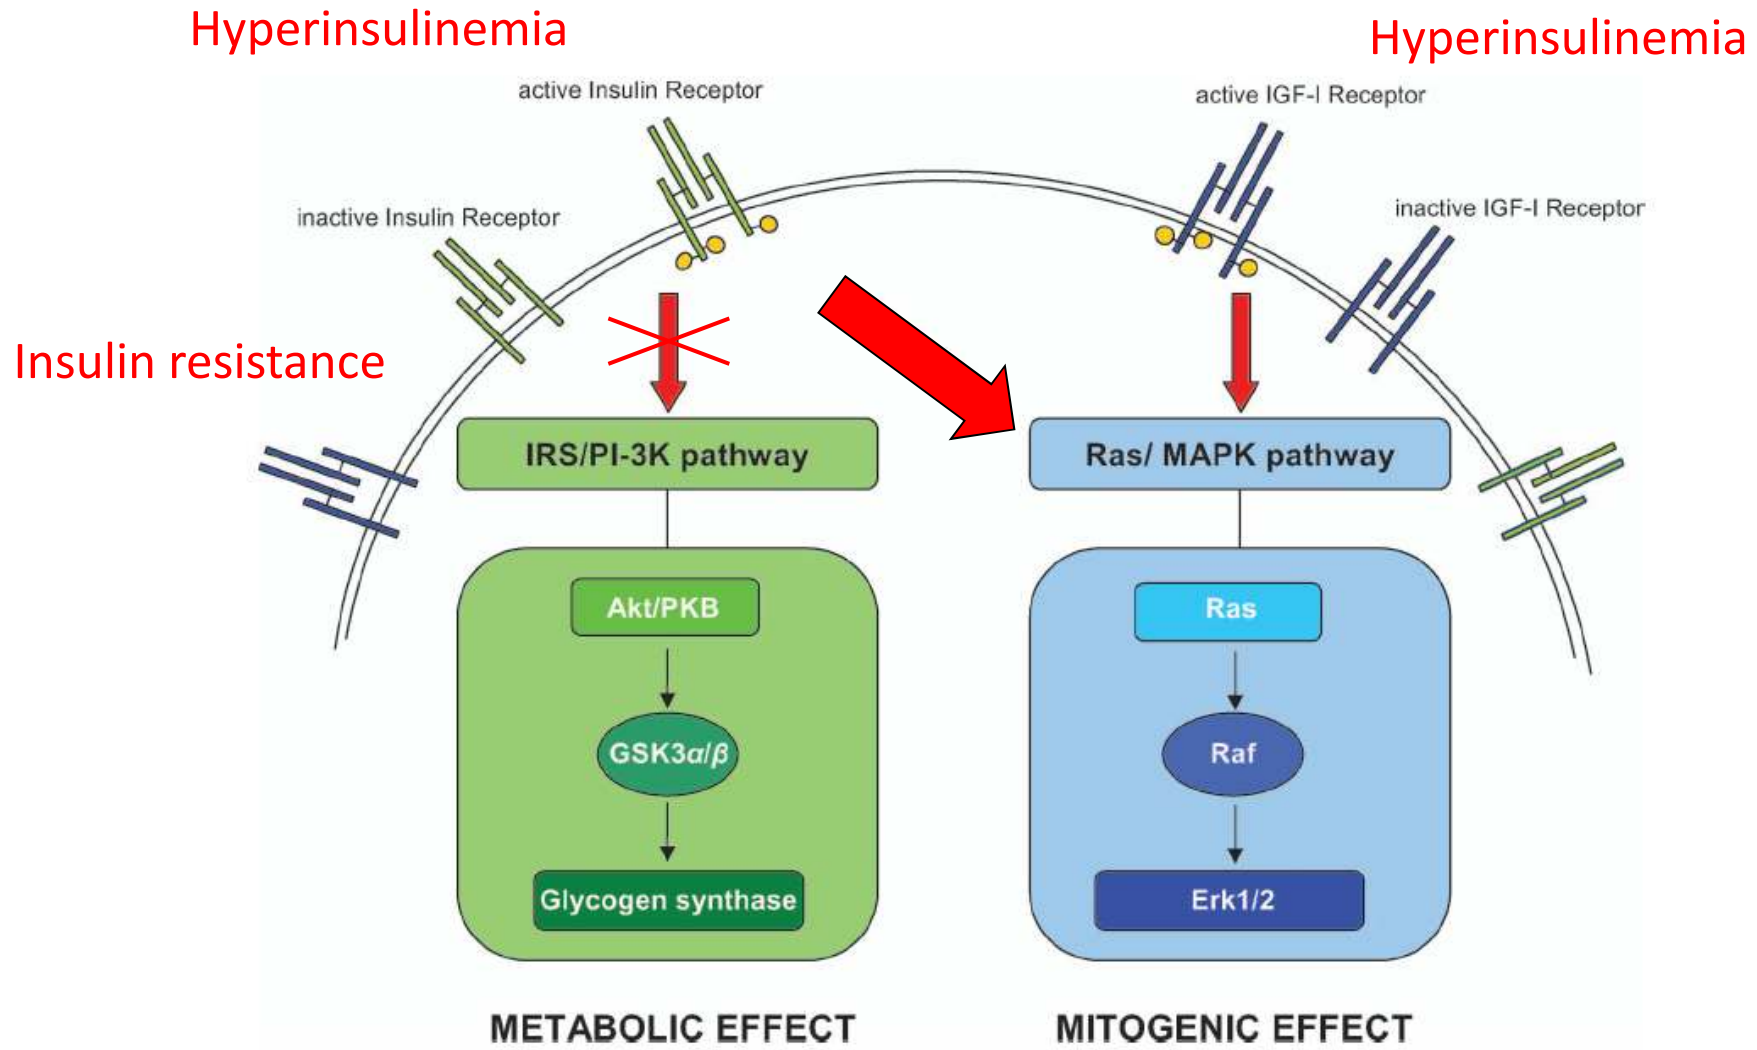 Hyperinsulinemia
Hyperinsulinemia
active Insulin Receptor
active IGF-I Receptor
inactive Insulin Receptor
inactive IGF-I Receptor
Insulin resistance
IRS/PI-3K pathway
Ras/ MAPK pathway
Akt/PKB
Ras
GSK3α/β
Raf
Glycogen synthase
Erk1/2
METABOLIC EFFECT
MITOGENIC EFFECT